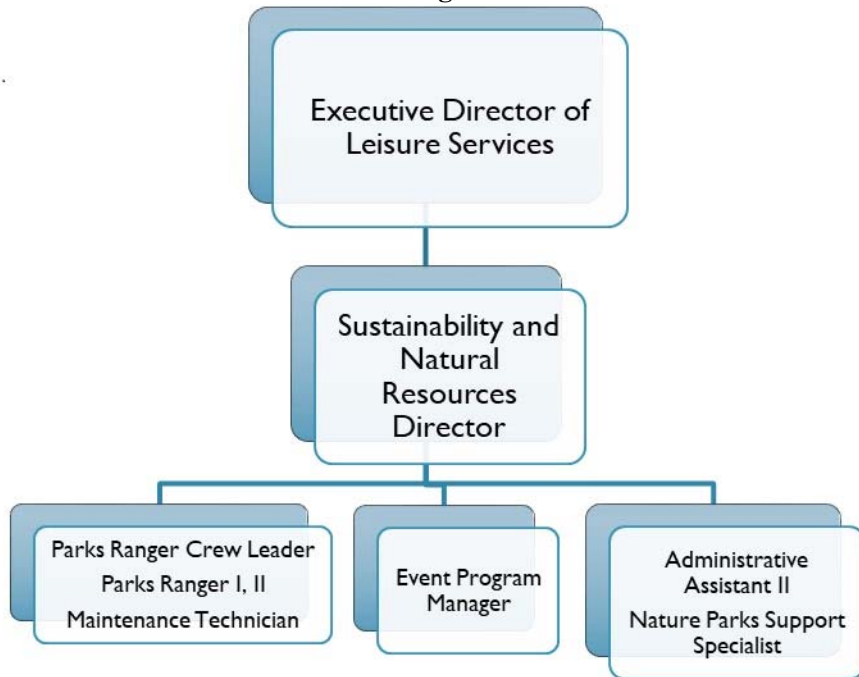 Executive Director of
Leisure Services
Sustainability and
Natural
Resources
Director
Parks Ranger Crew Leader
Parks Ranger I, II
Maintenance Technician
Event Program
Manager
Administrative
Assistant II
Nature Parks Support
Specialist